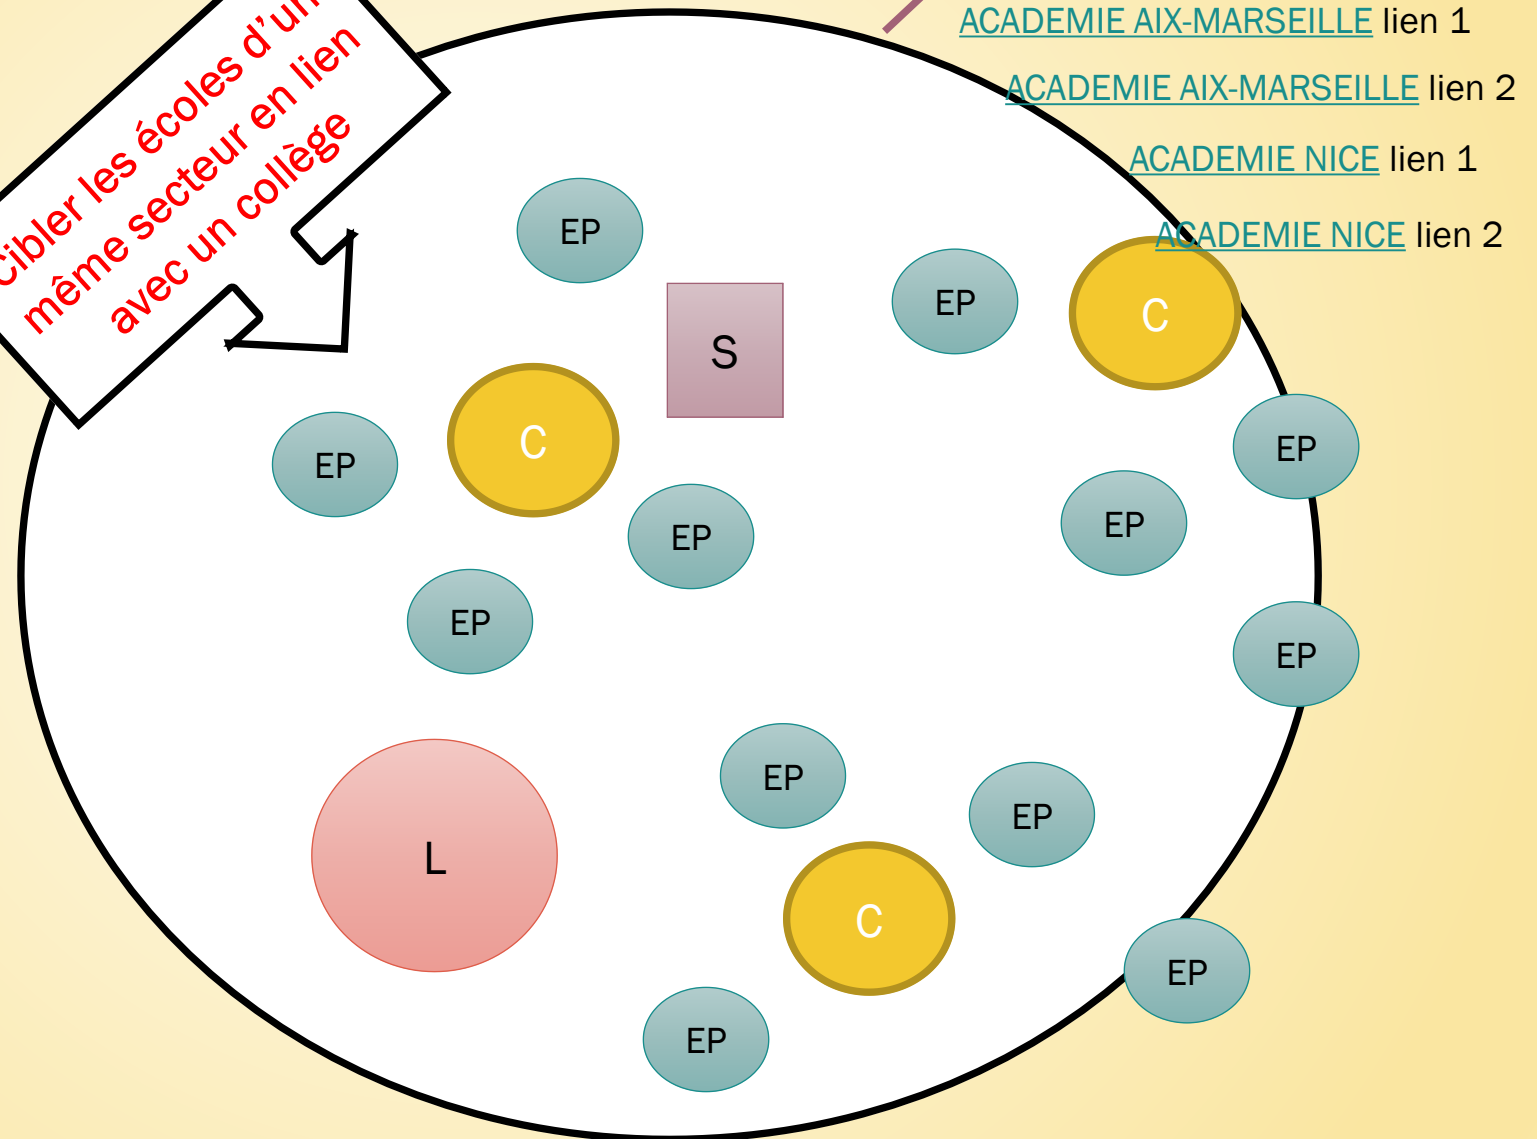 Cibler les écoles d’un
même secteur en lien
avec un collège
ACADEMIE AIX-MARSEILLE lien 1
ACADEMIE AIX-MARSEILLE lien 2
ACADEMIE NICE lien 1
ACADEMIE NICE lien 2
EP
EP
C
S
C
EP
EP
EP
EP
EP
EP
EP
EP
L
EP
C
EP
EP